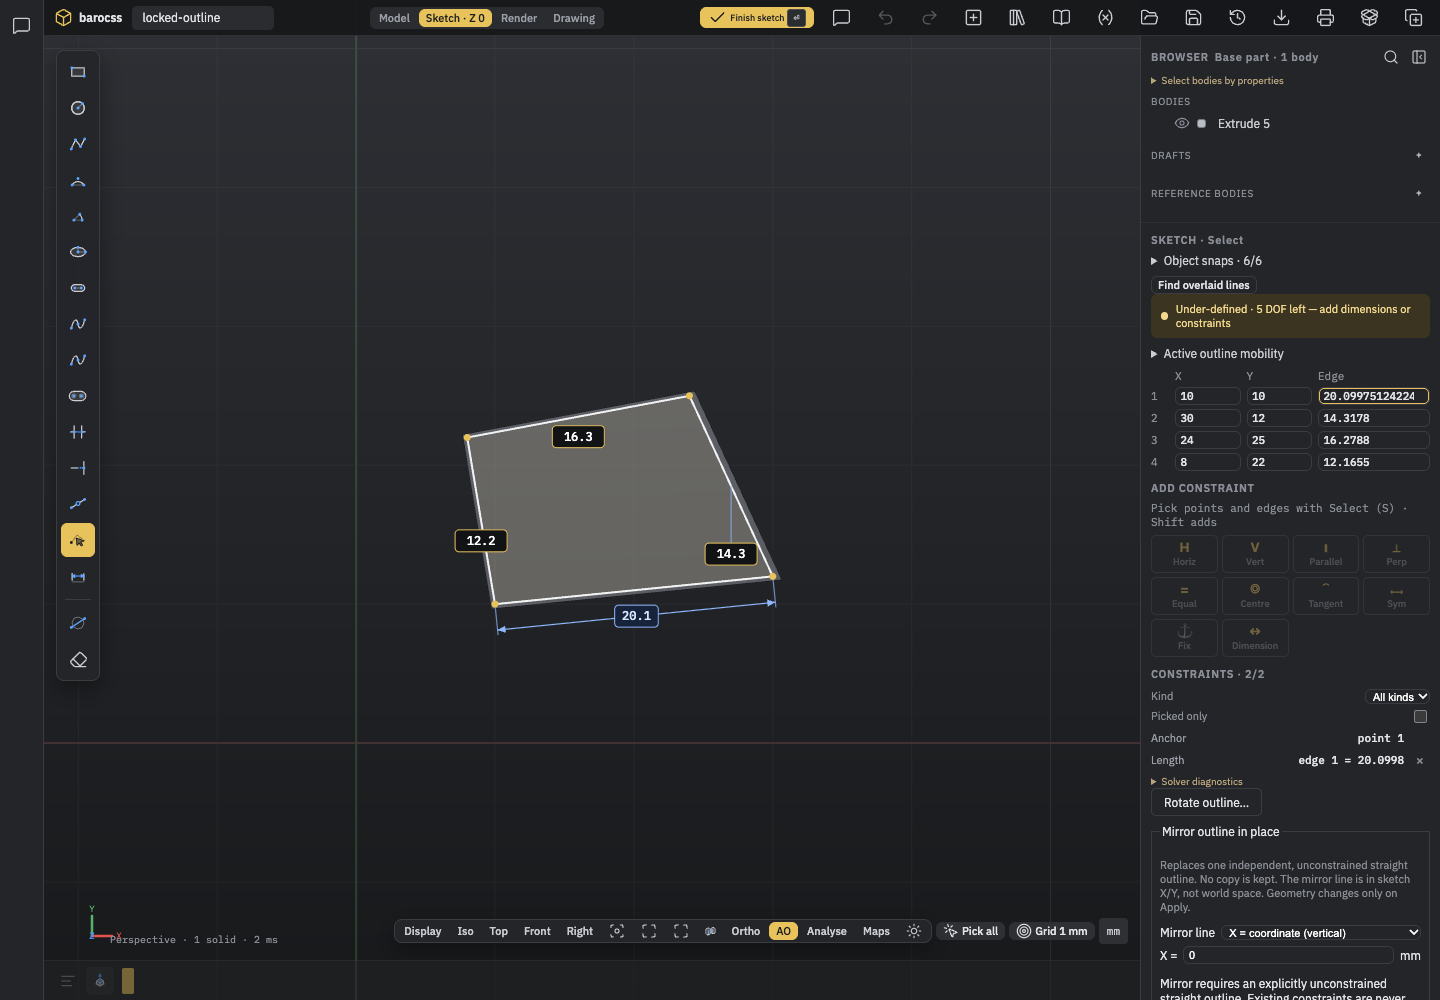 barocss
locked-outline
Model Sketch · Z 0 Render Drawing
Finish sketch
BROWSER Base part · 1 body
Select bodies by properties
BODIES
Extrude 5
DRAFTS +
REFERENCE BODIES +
SKETCH · Select
Object snaps · 6/6
Find overlaid lines
Under-defined · 5 DOF left — add dimensions or
constraints
Active outline mobility
X Y Edge
1 10 10 20.09975124224
2 30 12 14.3178
3 24 25 16.2788
4 8 22 12.1655
ADD CONSTRAINT
Pick points and edges with Select (S) ·
Shift adds
H Horiz
V Vert
Parallel
Perp
= Equal
Centre
Tangent
Sym
Fix
Dimension
CONSTRAINTS · 2/2
Kind All kinds
Picked only
Anchor point 1
Length edge 1 = 20.0998 ×
Solver diagnostics
Rotate outline...
Mirror outline in place
Replaces one independent, unconstrained straight
outline. No copy is kept. The mirror line is in sketch
X/Y, not world space. Geometry changes only on
Apply.
Mirror line X = coordinate (vertical)
X = 0 mm
Mirror requires an explicitly unconstrained
straight outline. Existing constraints are never
16.3
12.2
14.3
20.1
Y
X
Z
Perspective · 1 solid · 2 ms
Display Iso Top Front Right Ortho AO Analyse Maps
Pick all
Grid 1 mm
mm